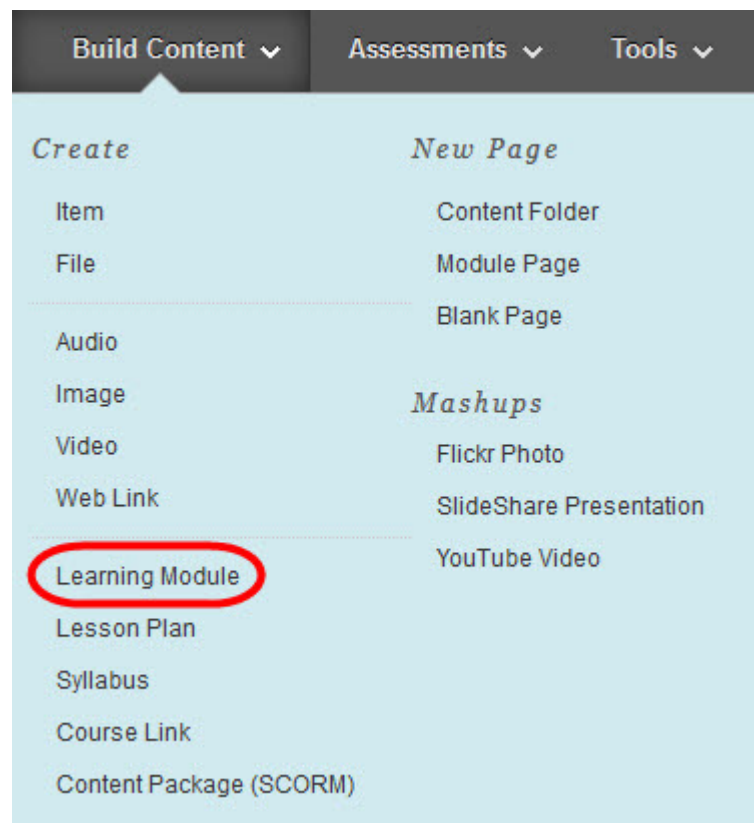 Build Content Assessments Tools
Create
Item
File
Audio
Image
Video
Web Link
Learning Module
Lesson Plan
Syllabus
Course Link
Content Package (SCORM)
New Page
Content Folder
Module Page
Blank Page
Mashups
Flickr Photo
SlideShare Presentation
YouTube Video